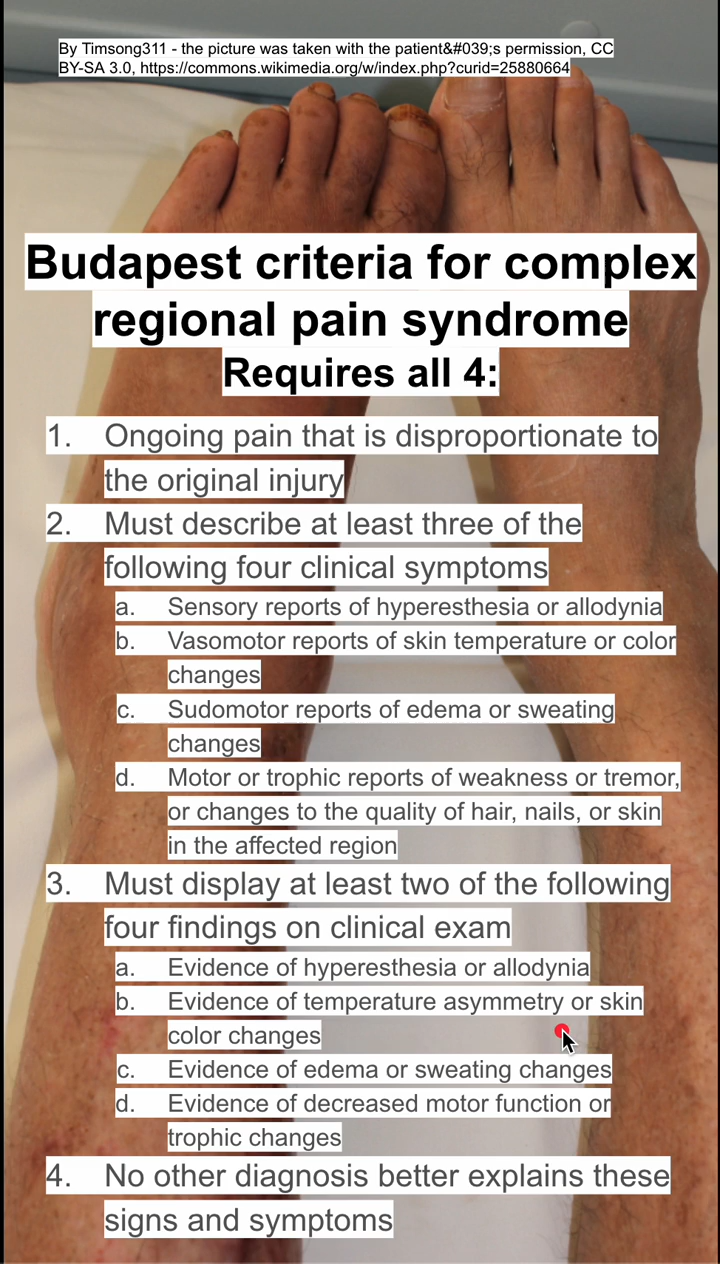 By Timsong311 - the picture was taken with the patient&#039;s permission, CC
BY-SA 3.0, https://commons.wikimedia.org/w/index.php?curid=25880664
Budapest criteria for complex
regional pain syndrome
Requires all 4:
1. Ongoing pain that is disproportionate to
the original injury
2. Must describe at least three of the
following four clinical symptoms
a. Sensory reports of hyperesthesia or allodynia
b. Vasomotor reports of skin temperature or color
changes
c. Sudomotor reports of edema or sweating
changes
d. Motor or trophic reports of weakness or tremor,
or changes to the quality of hair, nails, or skin
in the affected region
3. Must display at least two of the following
four findings on clinical exam
a. Evidence of hyperesthesia or allodynia
b. Evidence of temperature asymmetry or skin
color changes
c. Evidence of edema or sweating changes
d. Evidence of decreased motor function or
trophic changes
4. No other diagnosis better explains these
signs and symptoms